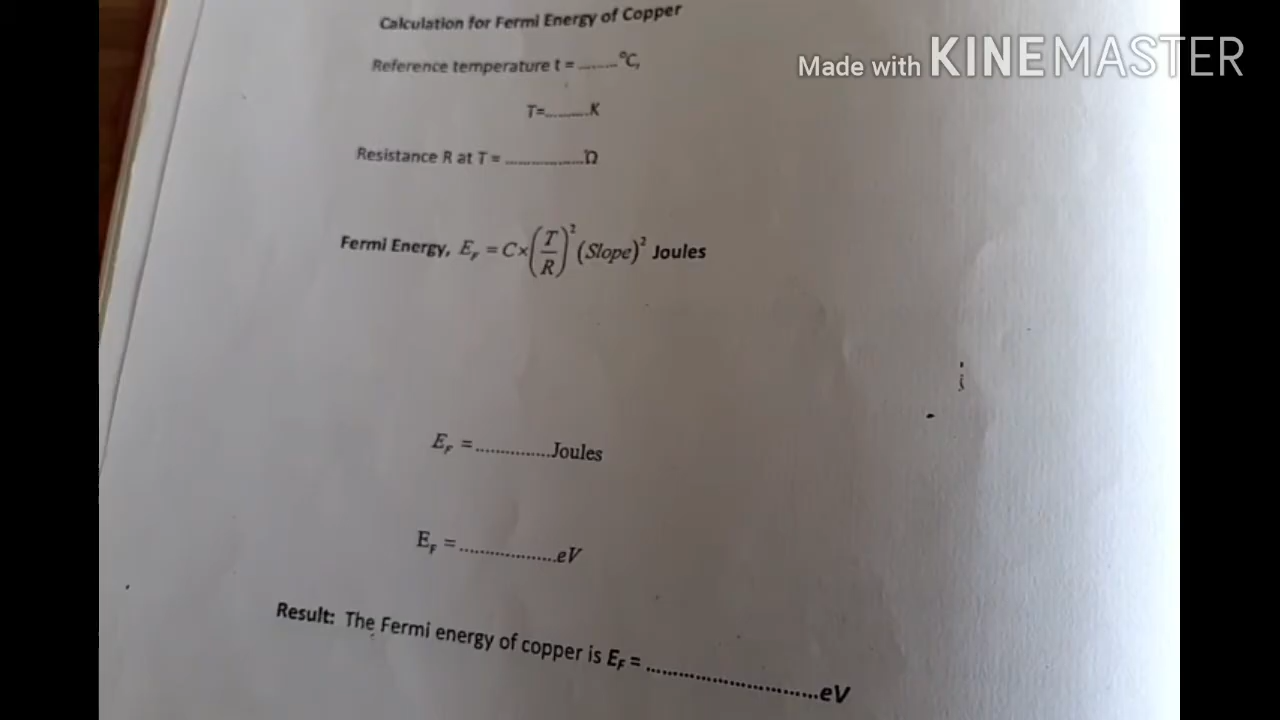 Calculation for Fermi Energy of Copper
Made with KINEMASTER
Reference temperature t = ........°C,
T=..........K
Resistance R at T = .................Ω
Fermi Energy, E_F = C×(T/R)²(Slope)² Joules
E_F = ...............Joules
E_F = ...................eV
Result: The Fermi energy of copper is E_F = ..............................eV